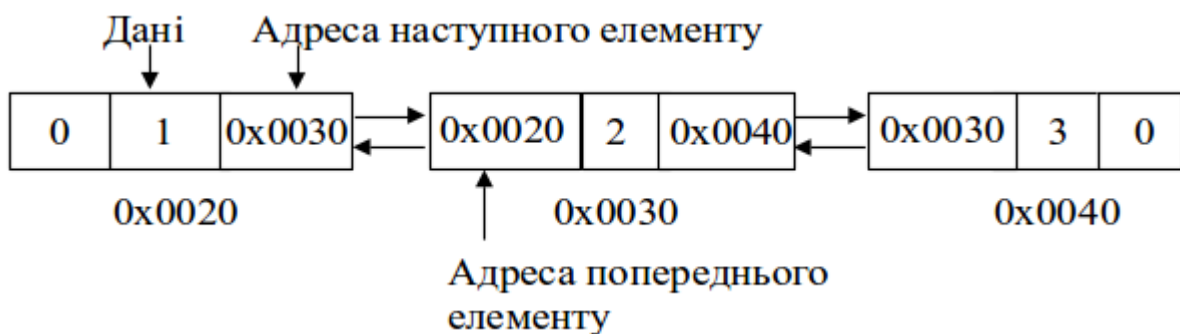 Дані Адреса наступного елементу
0 1 0x0030 0x0020 2 0x0040 0x0030 3 0
0x0020 0x0030 0x0040
Адреса попереднього
елементу